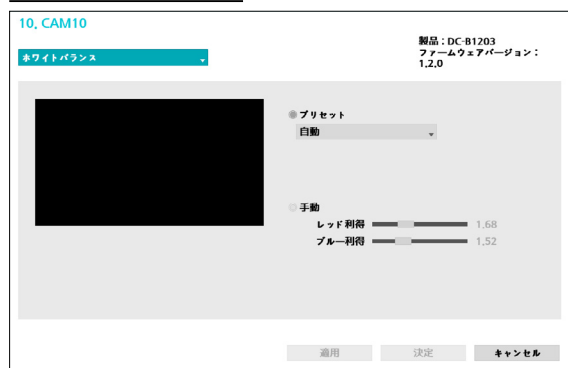 10. CAM10
製品：DC-B1203
ファームウェアバージョン：
1.2.0
ホワイトバランス
プリセット
自動
手動
レッド利得 1.68
ブルー利得 1.52
適用 決定 キャンセル